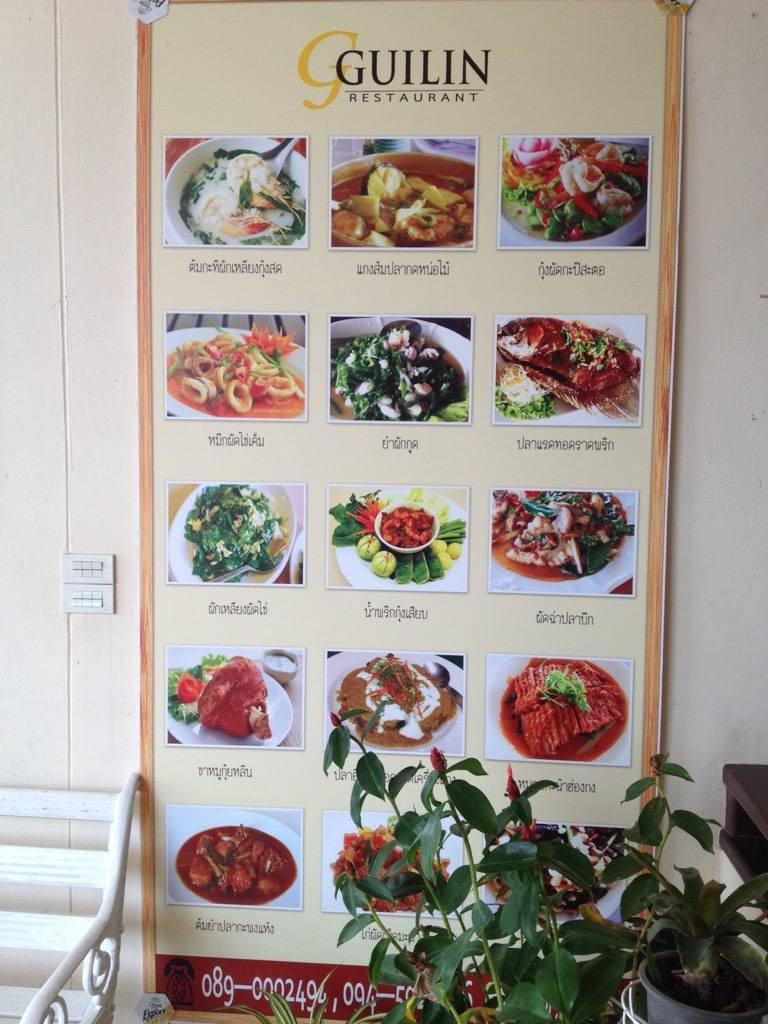 GUILIN
RESTAURANT
ต้มกะทิผักเหลียงกุ้งสด
แกงส้มปลากดหน่อไม้
กุ้งผัดกะปิสะตอ
หมึกผัดไข่เค็ม
ยำผักกูด
ปลาแรดทอดราดพริก
ผักเหลียงผัดไข่
น้ำพริกกุ้งเสียบ
ผัดฉ่าปลาบึก
ขาหมูกุ้ยหลิน
ต้มยำปลากะพงแห้ง
089-0002494, 094-